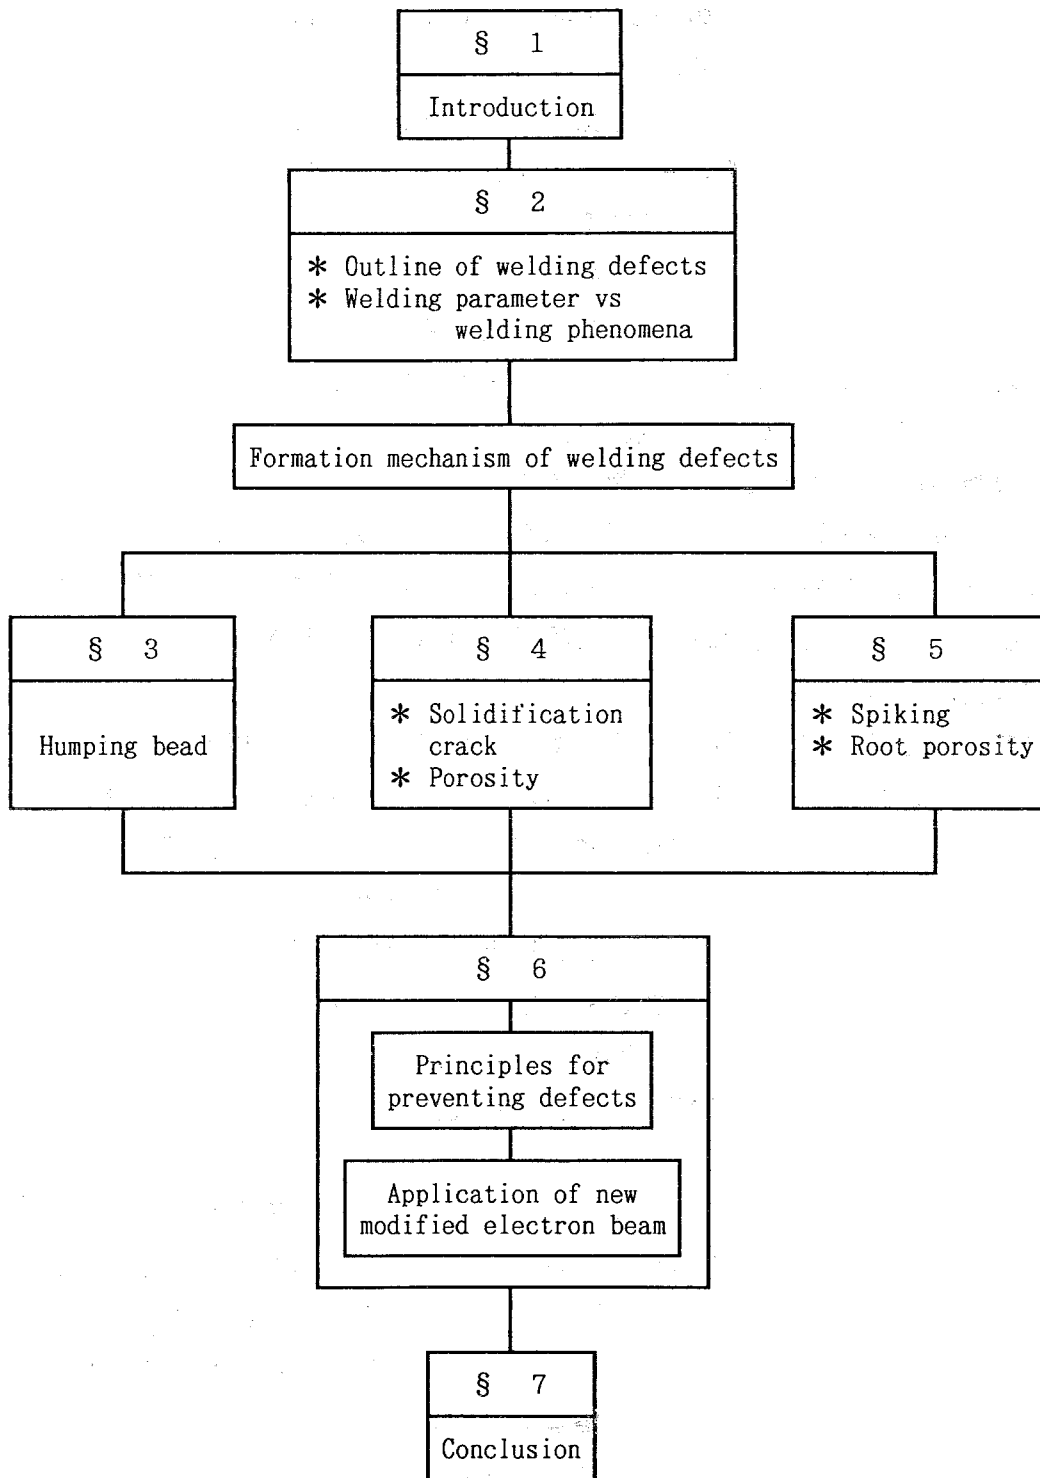 § 1
Introduction
§ 2
* Outline of welding defects
* Welding parameter vs
welding phenomena
Formation mechanism of welding defects
§ 3
Humping bead
§ 4
* Solidification
crack
* Porosity
§ 5
* Spiking
* Root porosity
§ 6
Principles for
preventing defects
Application of new
modified electron beam
§ 7
Conclusion